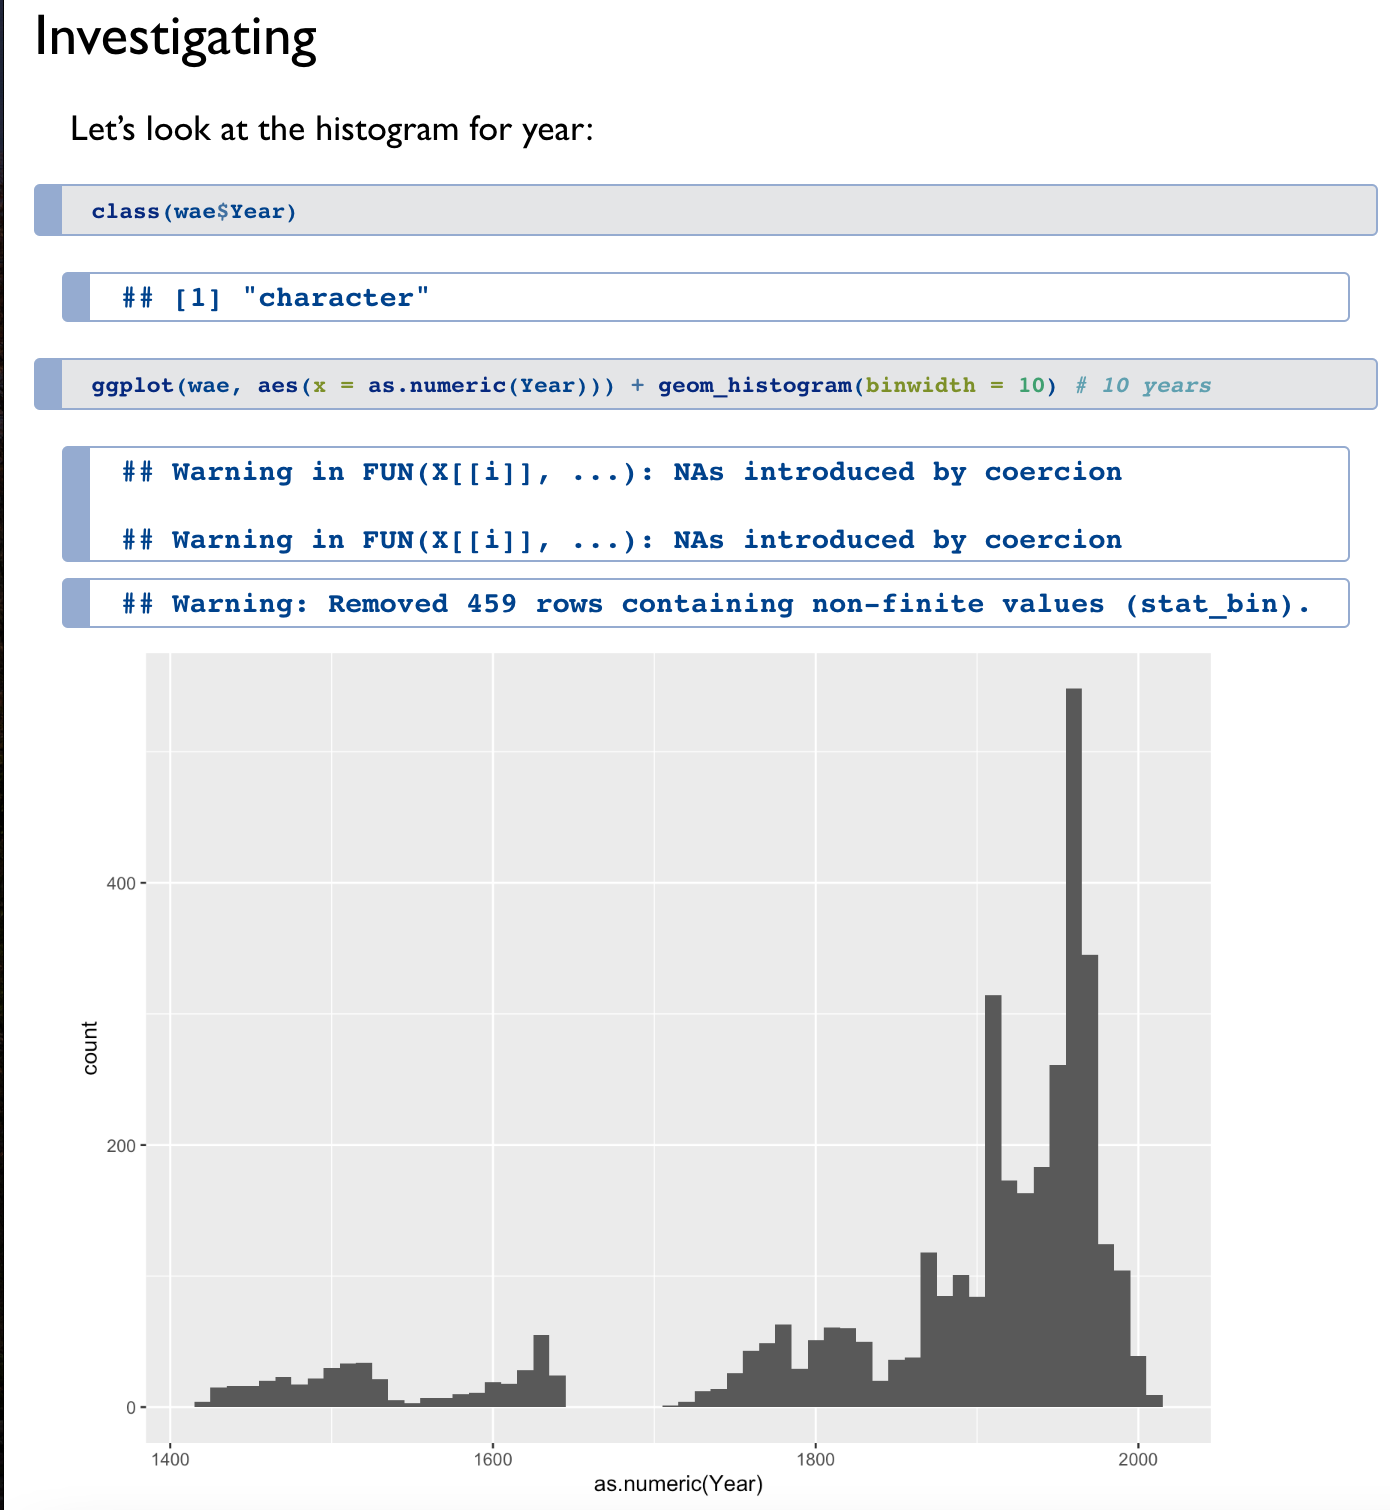 Investigating
Let’s look at the histogram for year:
class(wae$Year)
## [1] "character"
ggplot(wae, aes(x = as.numeric(Year))) + geom_histogram(binwidth = 10) # 10 years
## Warning in FUN(X[[i]], ...): NAs introduced by coercion
## Warning in FUN(X[[i]], ...): NAs introduced by coercion
## Warning: Removed 459 rows containing non-finite values (stat_bin).
400
count
200
0
1400 1600 1800 2000
as.numeric(Year)